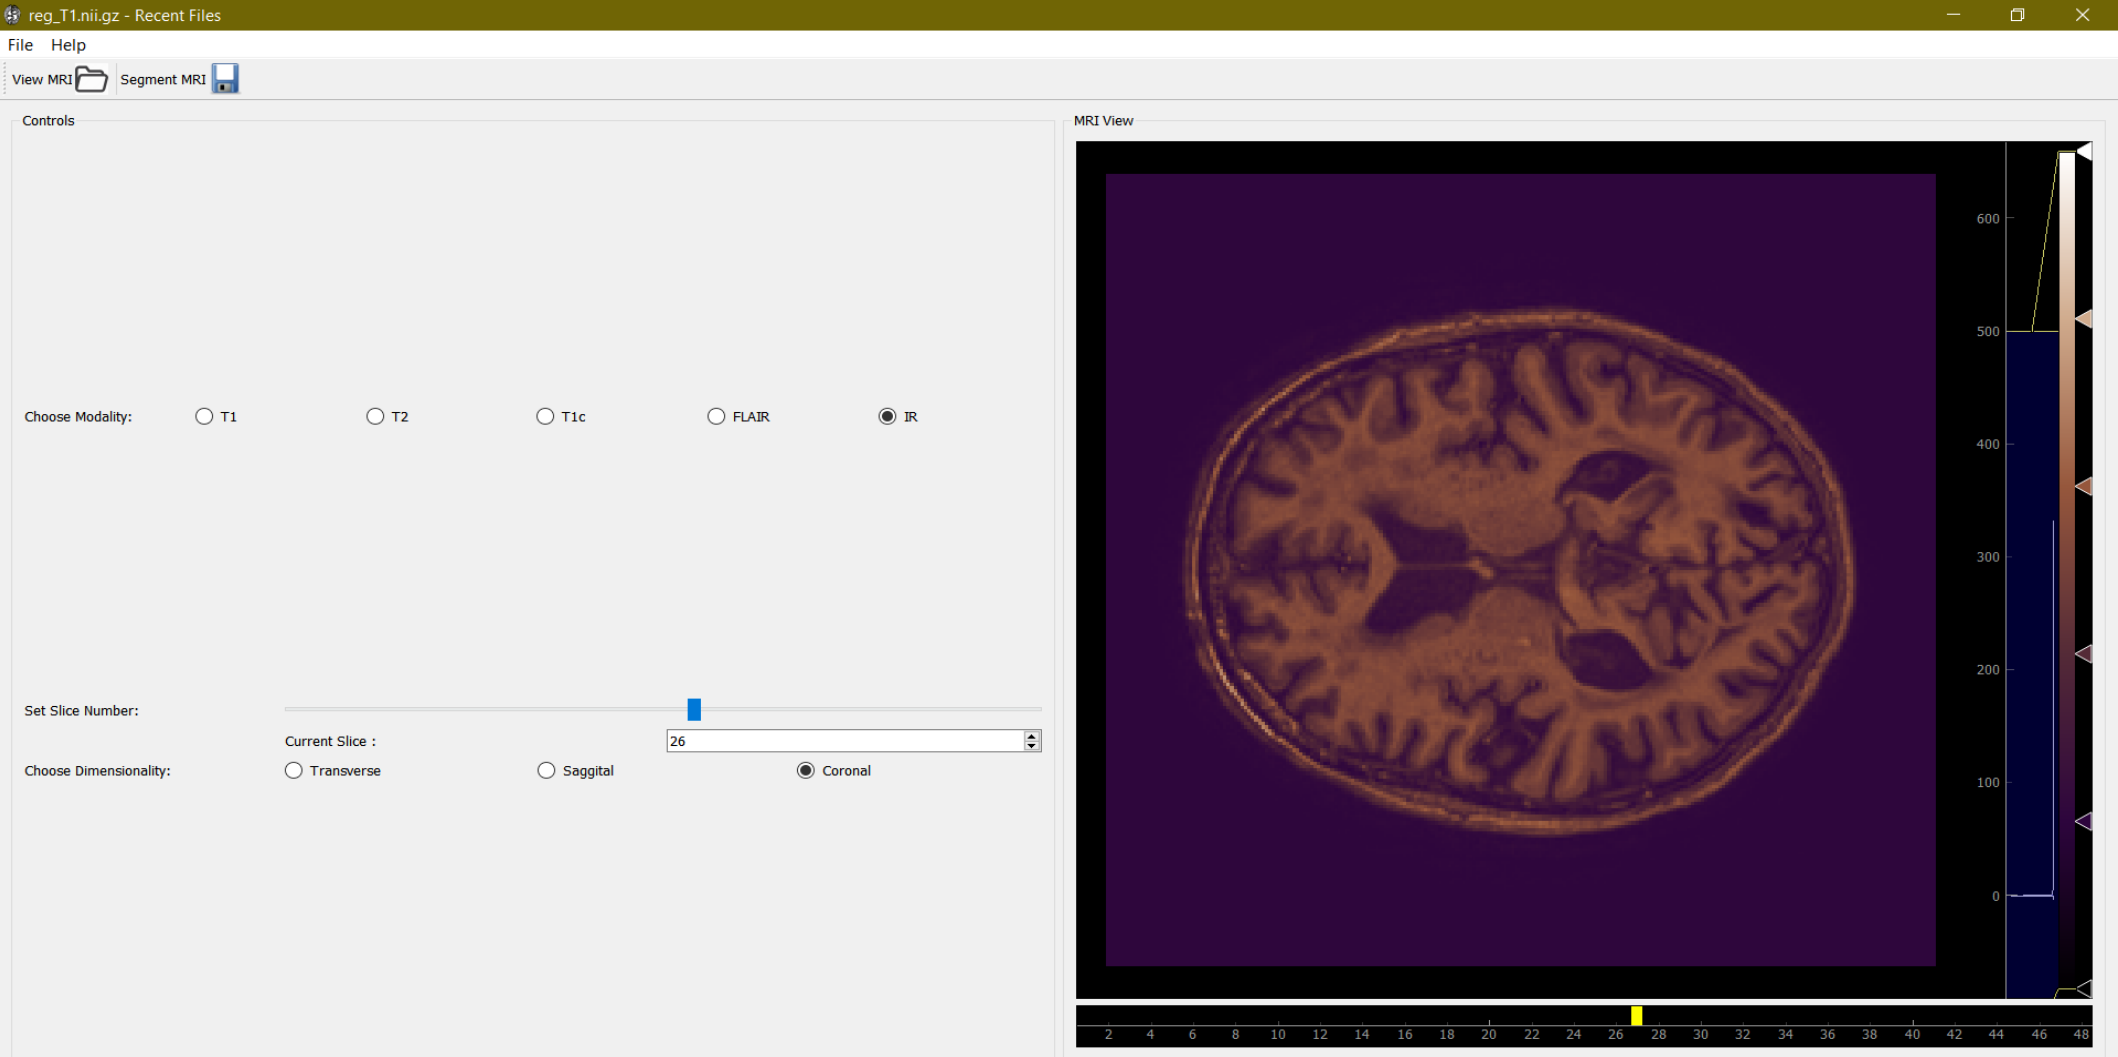 reg_T1.nii.gz - Recent Files
File Help
View MRI Segment MRI
Controls
MRI View
Choose Modality: T1 T2 T1c FLAIR IR
Set Slice Number:
Current Slice : 26
Choose Dimensionality: Transverse Saggital Coronal
600
500
400
300
200
100
0
2 4 6 8 10 12 14 16 18 20 22 24 26 28 30 32 34 36 38 40 42 44 46 48